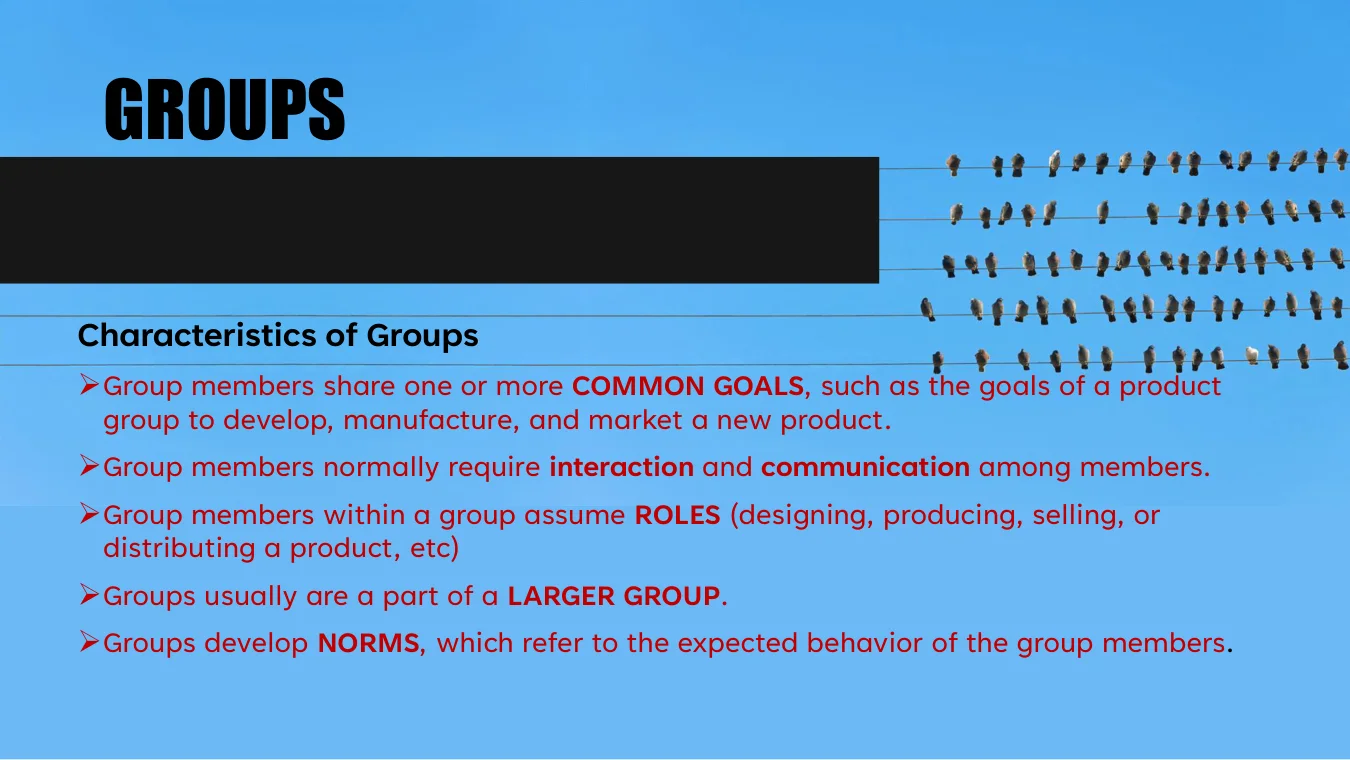 GROUPS
Characteristics of Groups
➢Group members share one or more COMMON GOALS, such as the goals of a product
group to develop, manufacture, and market a new product.
➢Group members normally require interaction and communication among members.
➢Group members within a group assume ROLES (designing, producing, selling, or
distributing a product, etc)
➢Groups usually are a part of a LARGER GROUP.
➢Groups develop NORMS, which refer to the expected behavior of the group members.